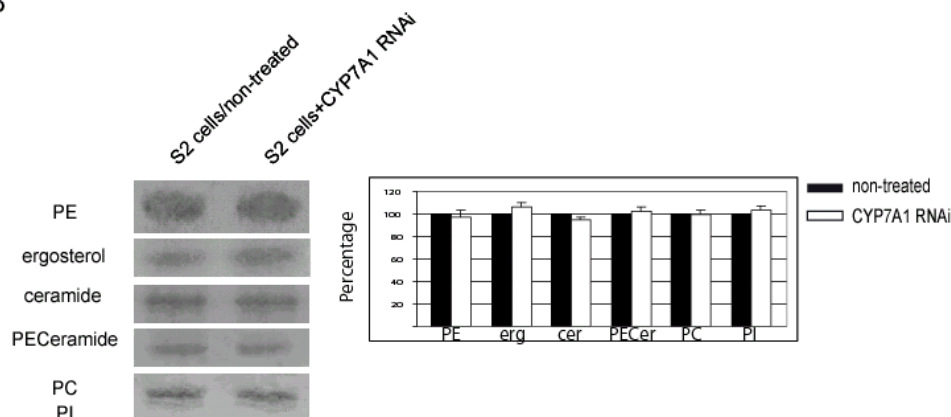 S2 cells/non-treated
S2 cells+CYP7A1 RNAi
PE
ergosterol
ceramide
PECeramide
PC
PI
Percentage
120
100
80
60
40
20
PE erg cer PECer PC PI
non-treated
CYP7A1 RNAi